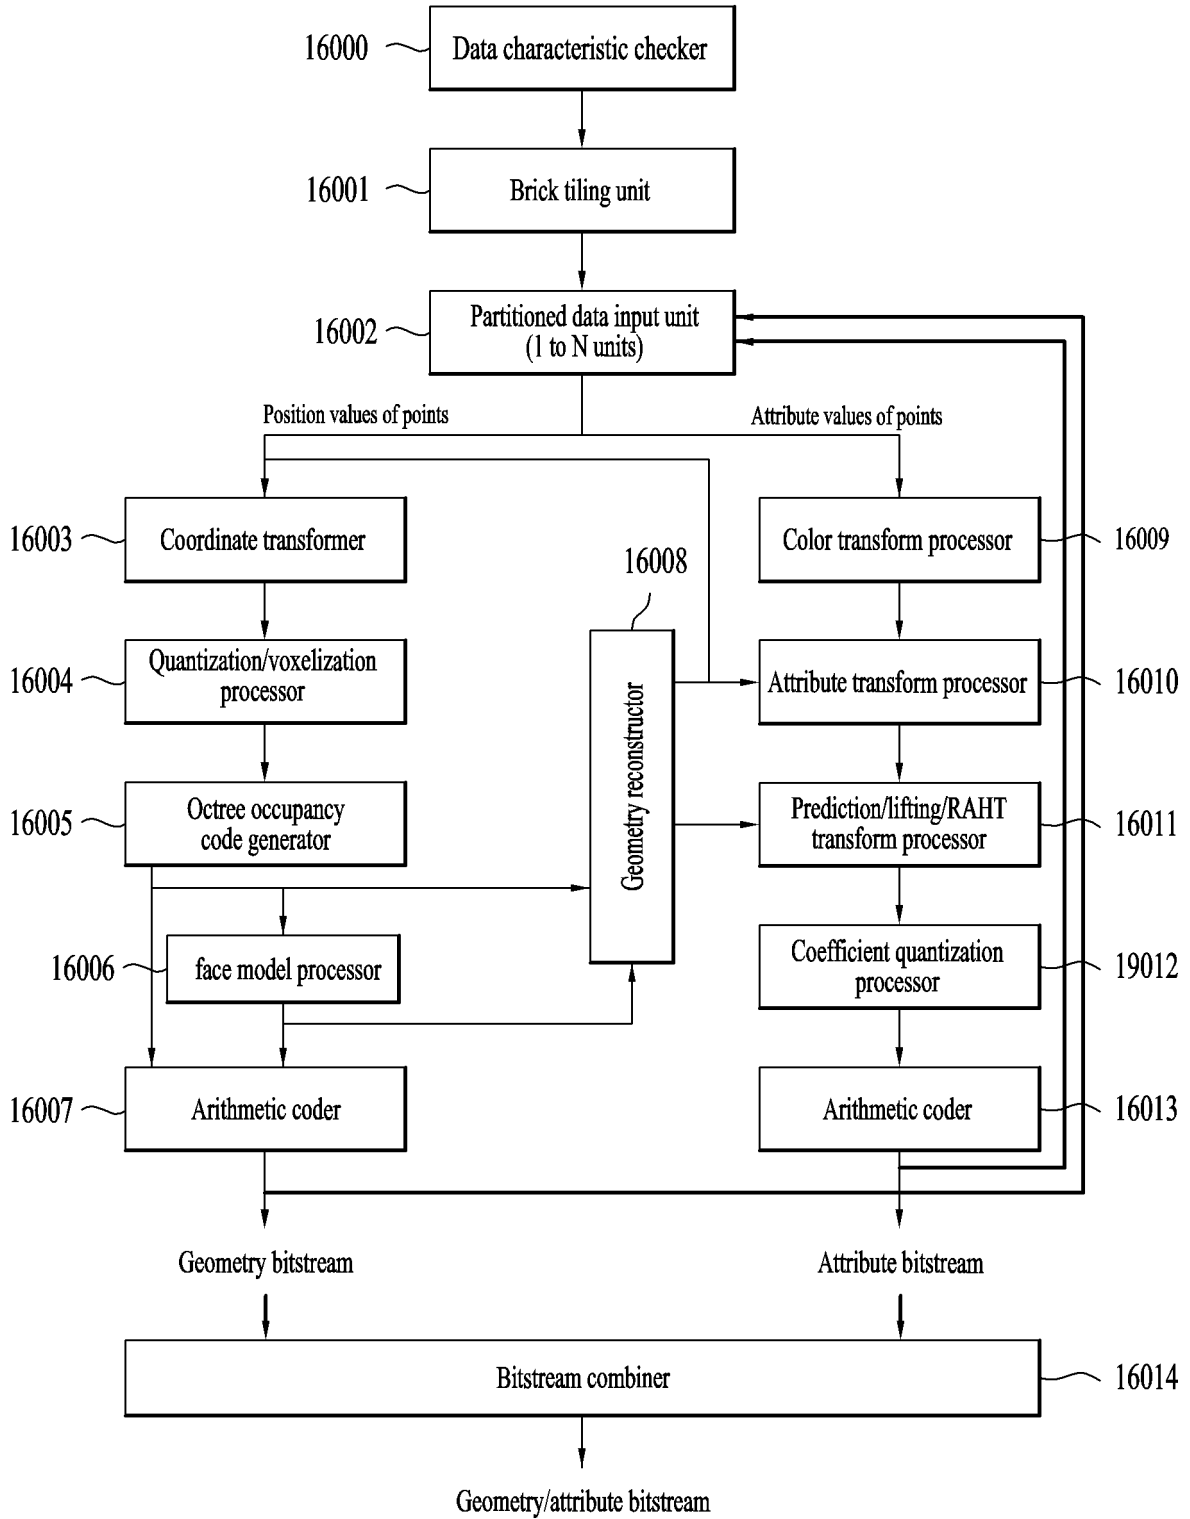 16000
Data characteristic checker
16001
Brick tiling unit
16002
Partitioned data input unit
(1 to N units)
Position values of points
Attribute values of points
16003
Coordinate transformer
Color transform processor
16009
16008
16004
Quantization/voxelization
processor
Attribute transform processor
16010
Geometry reconstructor
16005
Octree occupancy
code generator
Prediction/lifting/RAHT
transform processor
16011
16006
face model processor
Coefficient quantization
processor
19012
16007
Arithmetic coder
Arithmetic coder
16013
Geometry bitstream
Attribute bitstream
Bitstream combiner
16014
Geometry/attribute bitstream